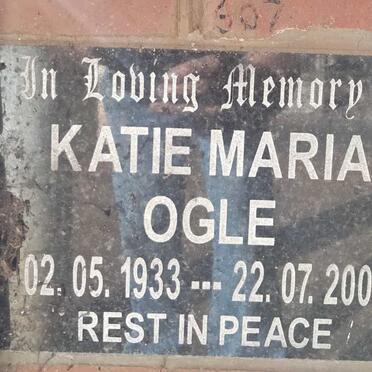 307
In Loving Memory
KATIE MARIA
OGLE
02. 05. 1933 --- 22. 07. 200
REST IN PEACE